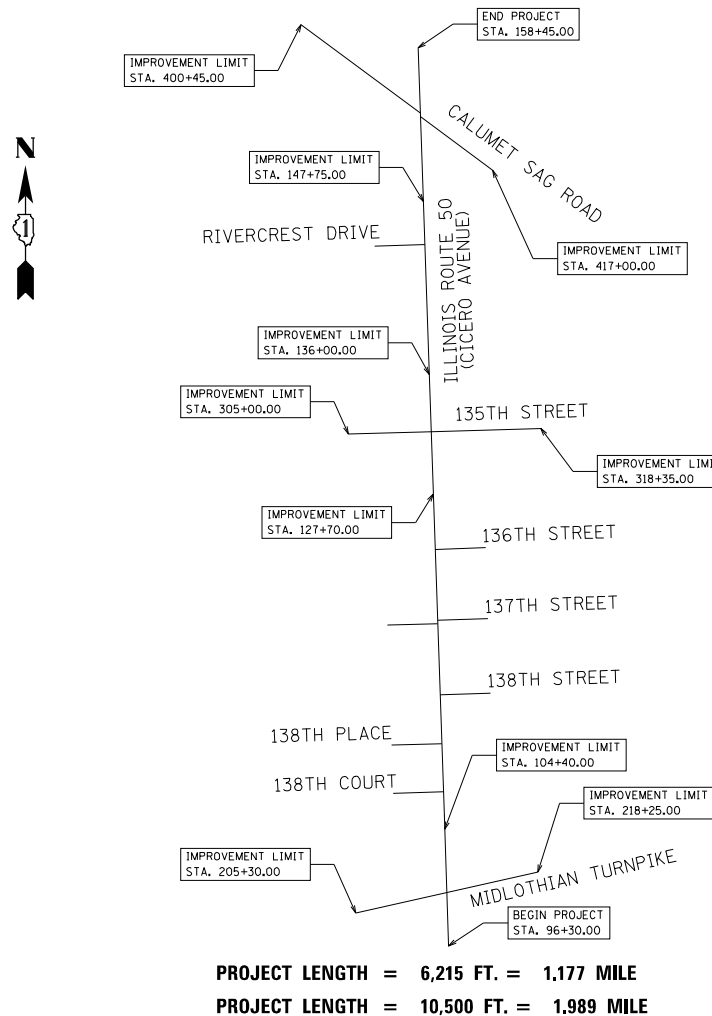 END PROJECT
STA. 158+45.00
IMPROVEMENT LIMIT
STA. 400+45.00
CALUMET SAG ROAD
N
1
IMPROVEMENT LIMIT
STA. 147+75.00
RIVERCREST DRIVE
ILLINOIS ROUTE 50
(CICERO AVENUE)
IMPROVEMENT LIMIT
STA. 417+00.00
IMPROVEMENT LIMIT
STA. 136+00.00
IMPROVEMENT LIMIT
STA. 305+00.00
135TH STREET
IMPROVEMENT LIMI
STA. 318+35.00
IMPROVEMENT LIMIT
STA. 127+70.00
136TH STREET
137TH STREET
138TH STREET
138TH PLACE
IMPROVEMENT LIMIT
STA. 104+40.00
138TH COURT
IMPROVEMENT LIMIT
STA. 218+25.00
IMPROVEMENT LIMIT
STA. 205+30.00
MIDLOTHIAN TURNPIKE
BEGIN PROJECT
STA. 96+30.00
PROJECT LENGTH = 6,215 FT. = 1.177 MILE
PROJECT LENGTH = 10,500 FT. = 1.989 MILE